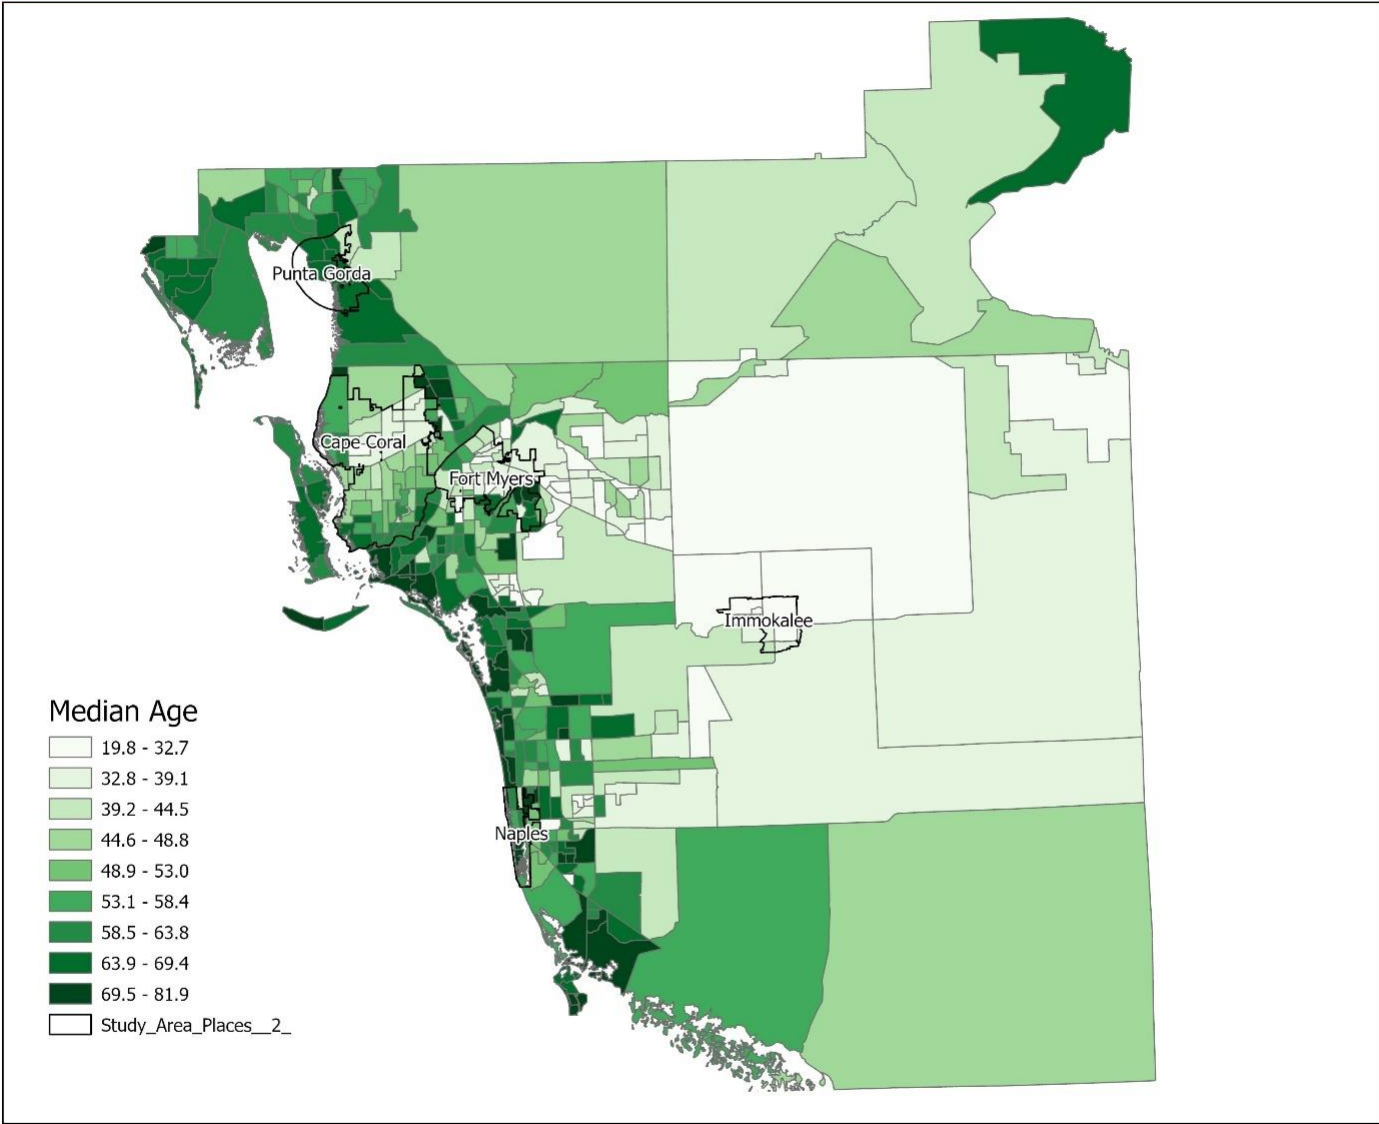 Punta Gorda
Cape Coral
Fort Myers
Immokalee
Naples
Median Age
19.8 - 32.7
32.8 - 39.1
39.2 - 44.5
44.6 - 48.8
48.9 - 53.0
53.1 - 58.4
58.5 - 63.8
63.9 - 69.4
69.5 - 81.9
Study_Area_Places__2_